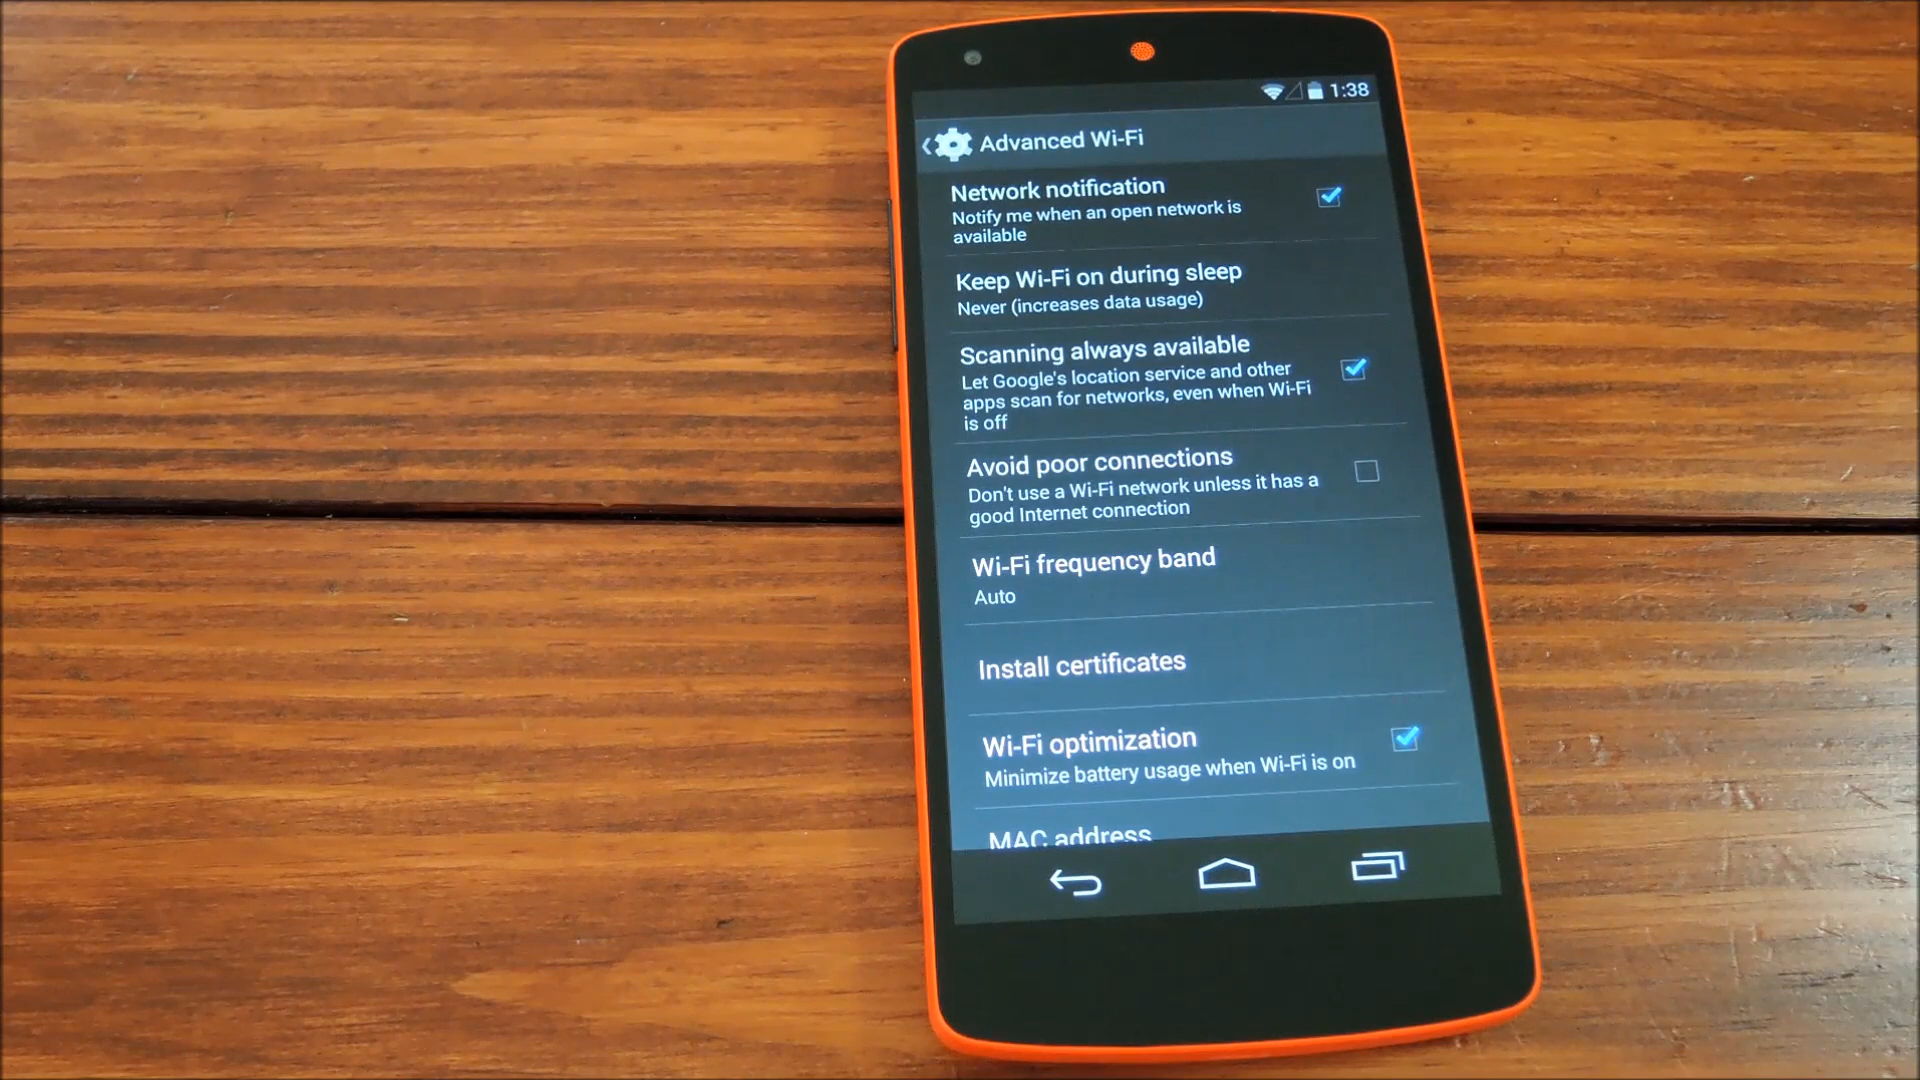 1:38
Advanced Wi-Fi
Network notification
Notify me when an open network is
available
Keep Wi-Fi on during sleep
Never (increases data usage)
Scanning always available
Let Google's location service and other
apps scan for networks, even when Wi-Fi
is off
Avoid poor connections
Don't use a Wi-Fi network unless it has a
good Internet connection
Wi-Fi frequency band
Auto
Install certificates
Wi-Fi optimization
Minimize battery usage when Wi-Fi is on
MAC address